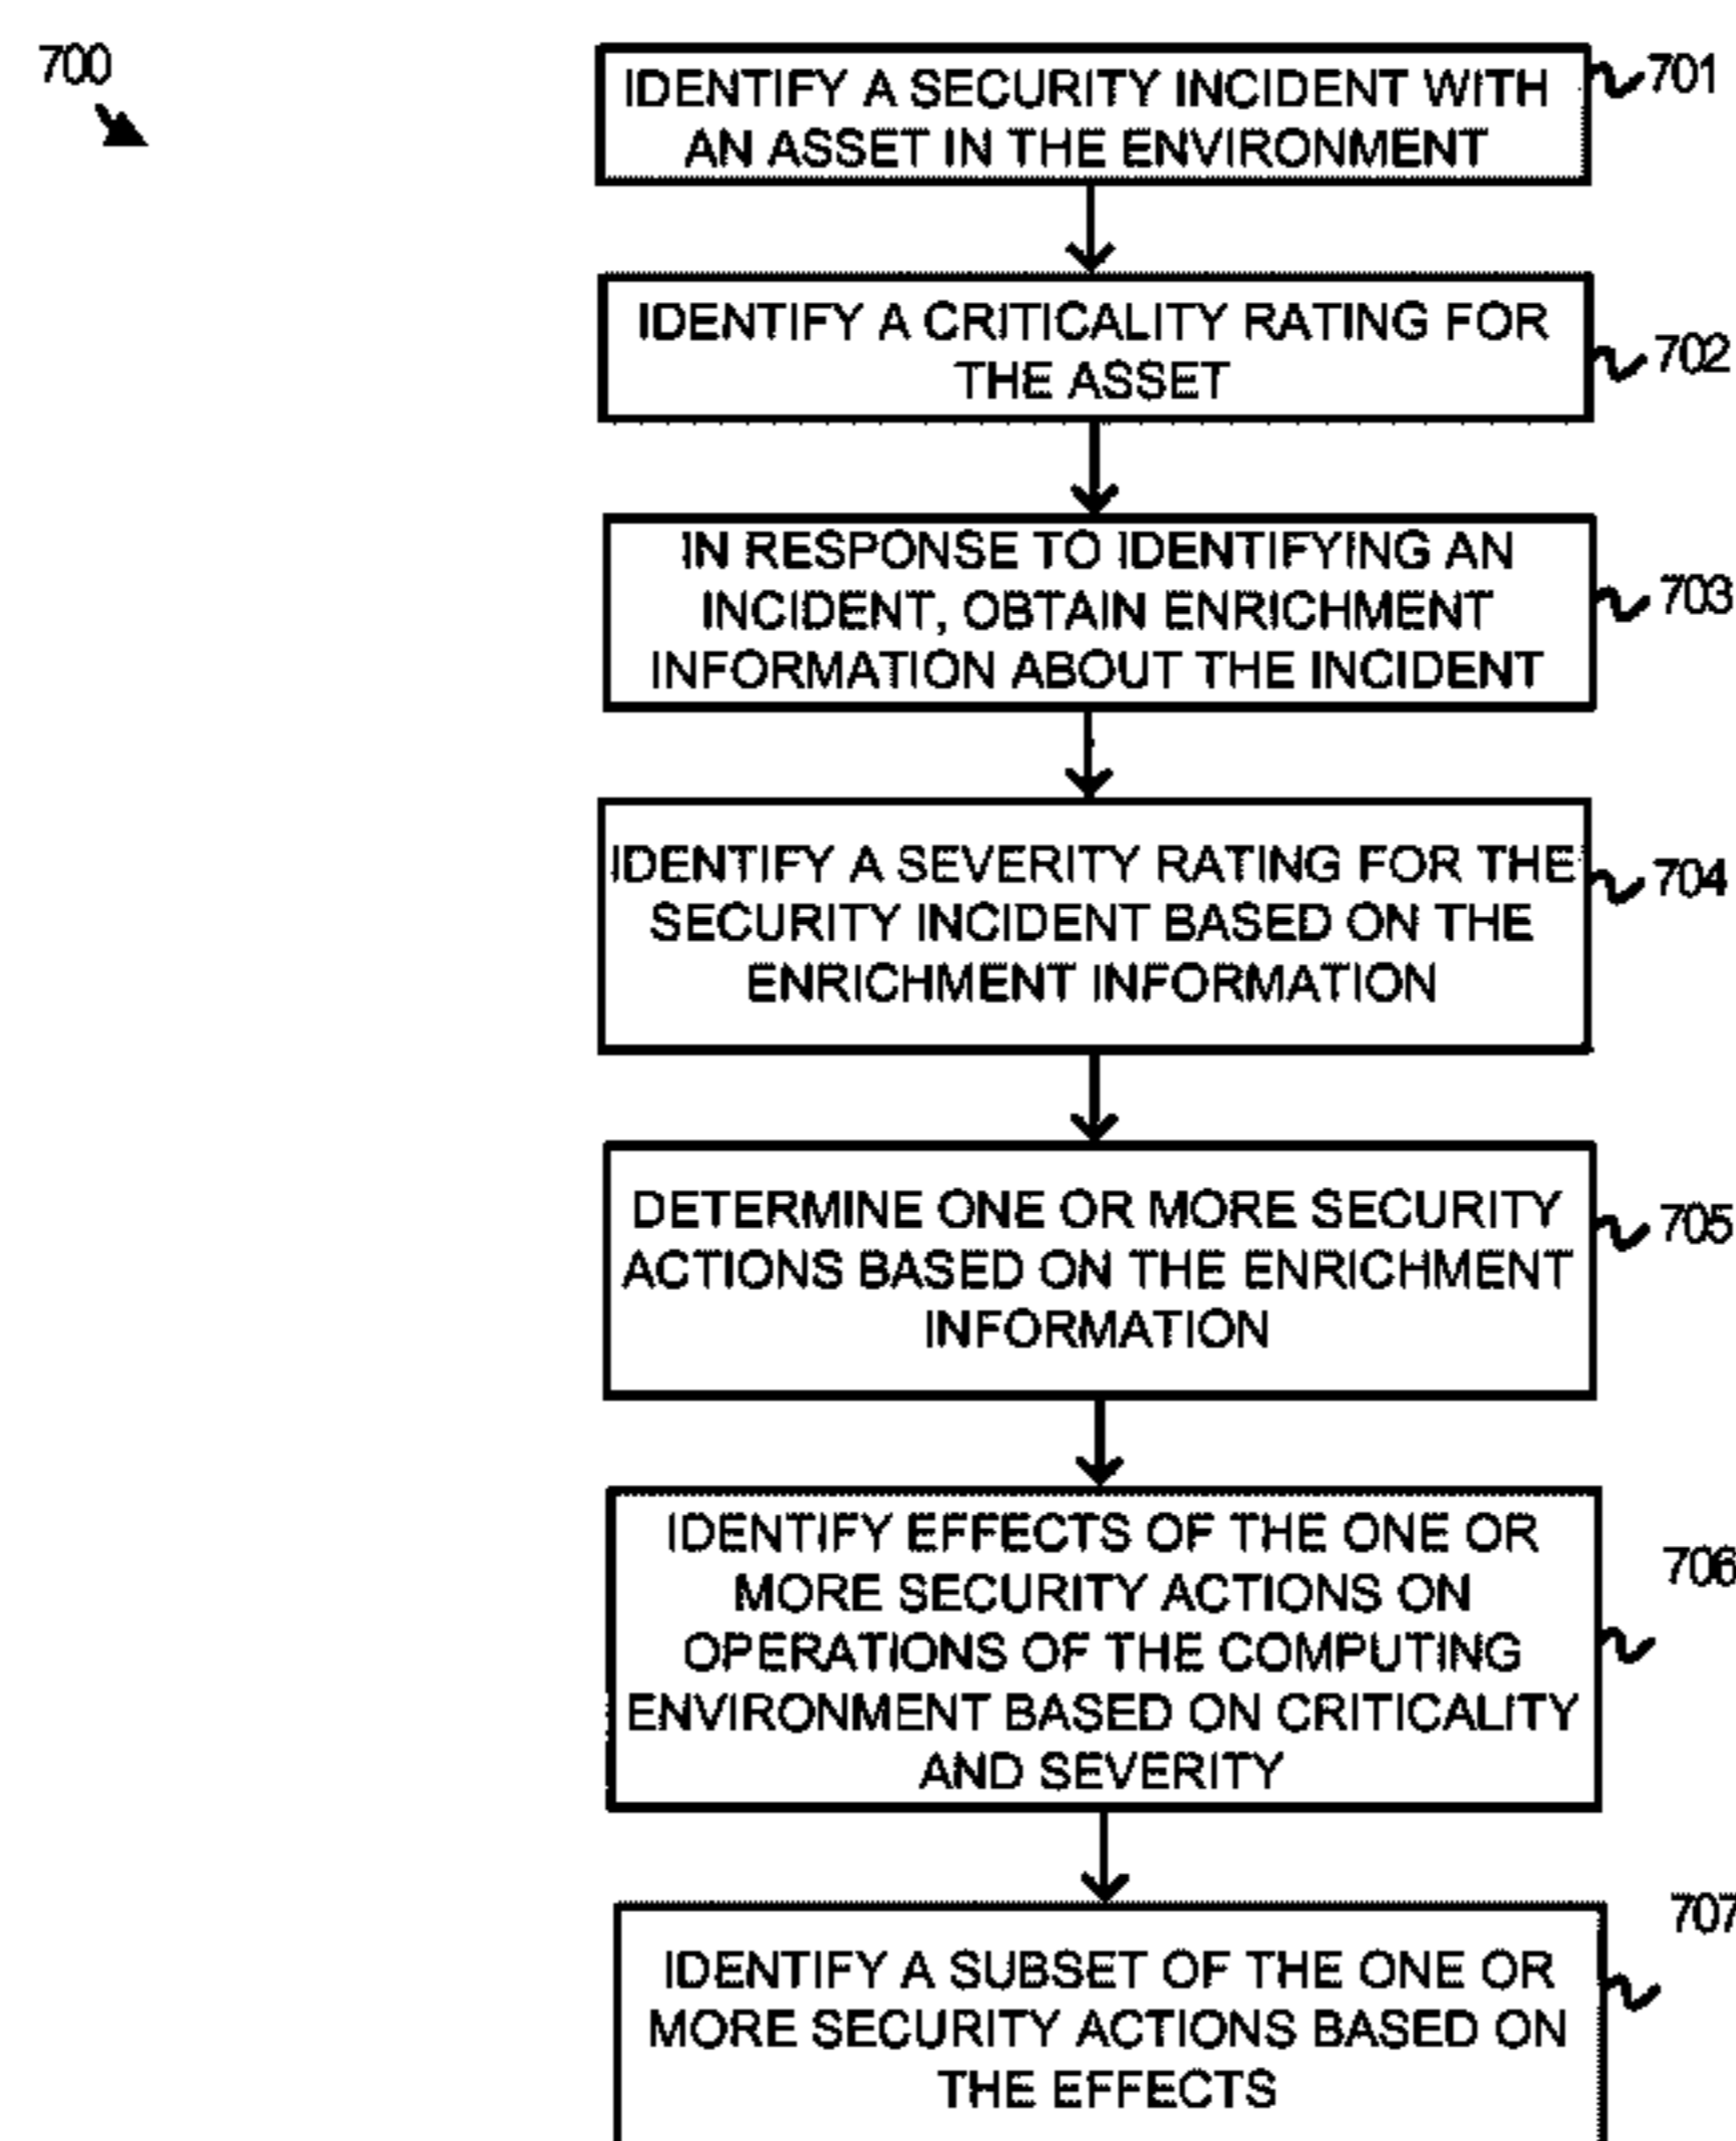 700
IDENTIFY A SECURITY INCIDENT WITH
AN ASSET IN THE ENVIRONMENT
701
IDENTIFY A CRITICALITY RATING FOR
THE ASSET
702
IN RESPONSE TO IDENTIFYING AN
INCIDENT, OBTAIN ENRICHMENT
INFORMATION ABOUT THE INCIDENT
703
IDENTIFY A SEVERITY RATING FOR THE
SECURITY INCIDENT BASED ON THE
ENRICHMENT INFORMATION
704
DETERMINE ONE OR MORE SECURITY
ACTIONS BASED ON THE ENRICHMENT
INFORMATION
705
IDENTIFY EFFECTS OF THE ONE OR
MORE SECURITY ACTIONS ON
OPERATIONS OF THE COMPUTING
ENVIRONMENT BASED ON CRITICALITY
AND SEVERITY
706
IDENTIFY A SUBSET OF THE ONE OR
MORE SECURITY ACTIONS BASED ON
THE EFFECTS
707